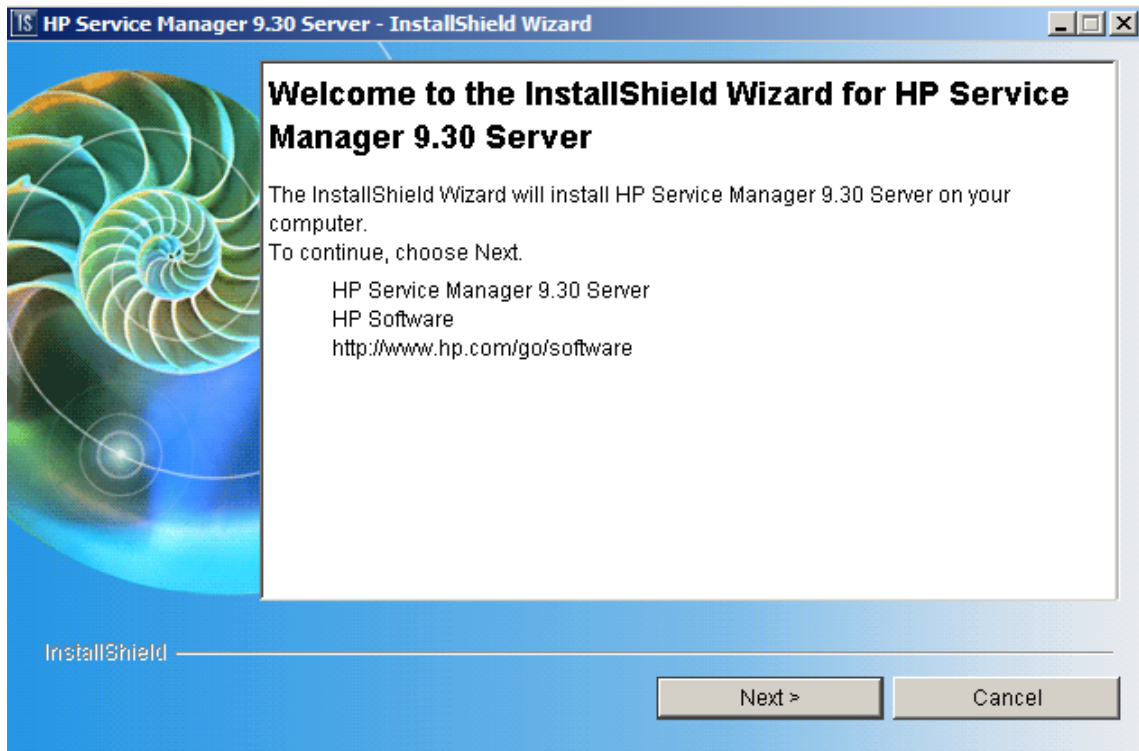 HP Service Manager 9.30 Server - InstallShield Wizard
Welcome to the InstallShield Wizard for HP Service
Manager 9.30 Server
The InstallShield Wizard will install HP Service Manager 9.30 Server on your
computer.
To continue, choose Next.
HP Service Manager 9.30 Server
HP Software
http://www.hp.com/go/software
InstallShield
Next >
Cancel